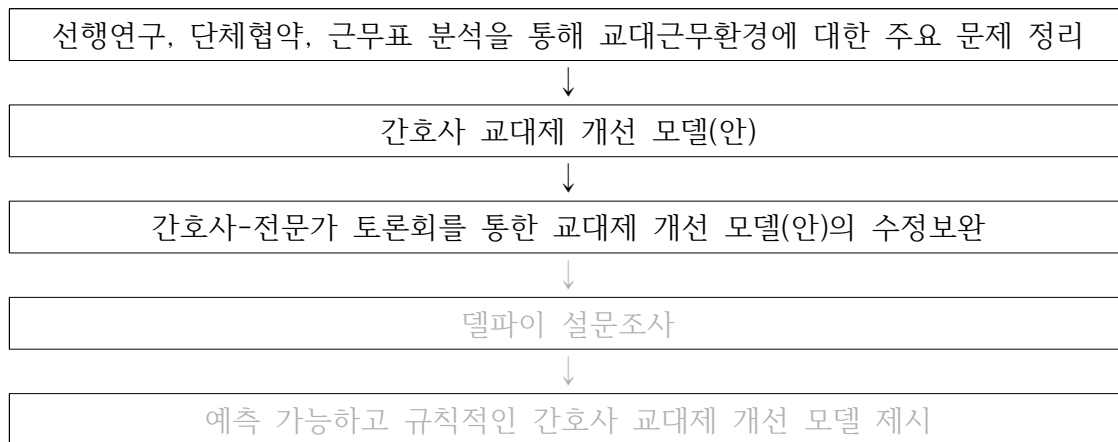 선행연구, 단체협약, 근무표 분석을 통해 교대근무환경에 대한 주요 문제 정리
간호사 교대제 개선 모델(안)
간호사-전문가 토론회를 통한 교대제 개선 모델(안)의 수정보완
델파이 설문조사
예측 가능하고 규칙적인 간호사 교대제 개선 모델 제시